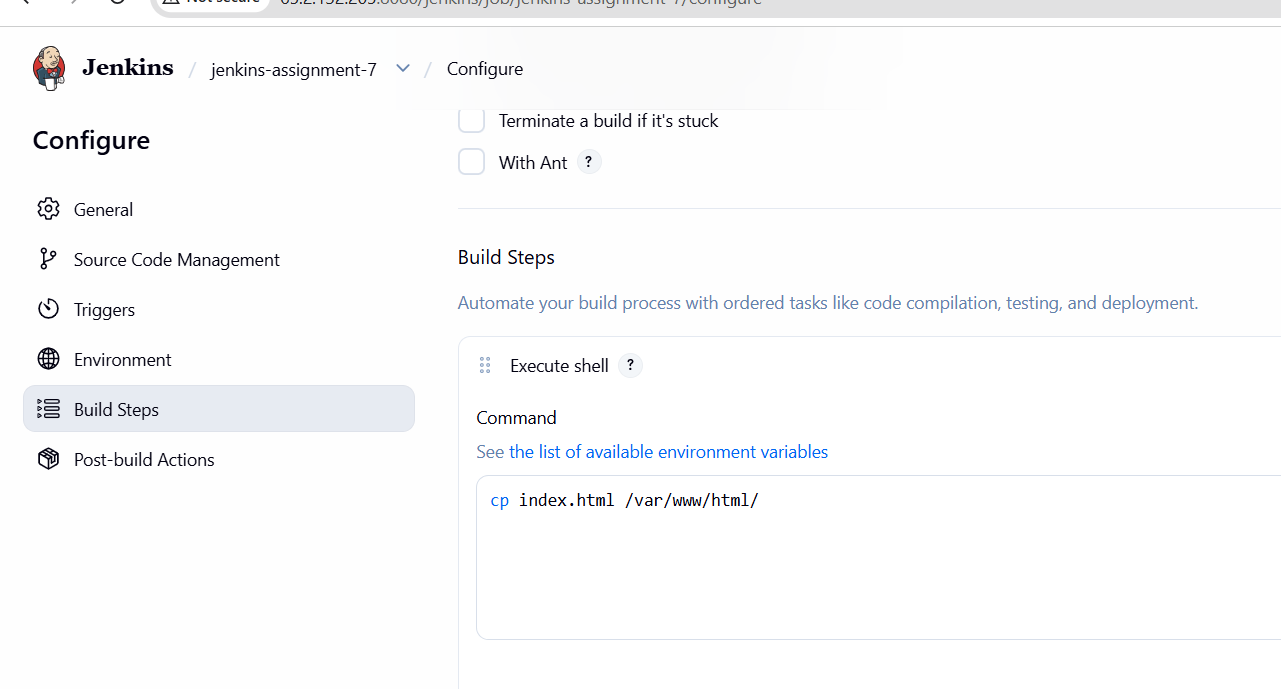 Jenkins / jenkins-assignment-7 / Configure
Configure
General
Source Code Management
Triggers
Environment
Build Steps
Post-build Actions
Terminate a build if it's stuck
With Ant ?
Build Steps
Automate your build process with ordered tasks like code compilation, testing, and deployment.
Execute shell ?
Command
See the list of available environment variables
cp index.html /var/www/html/